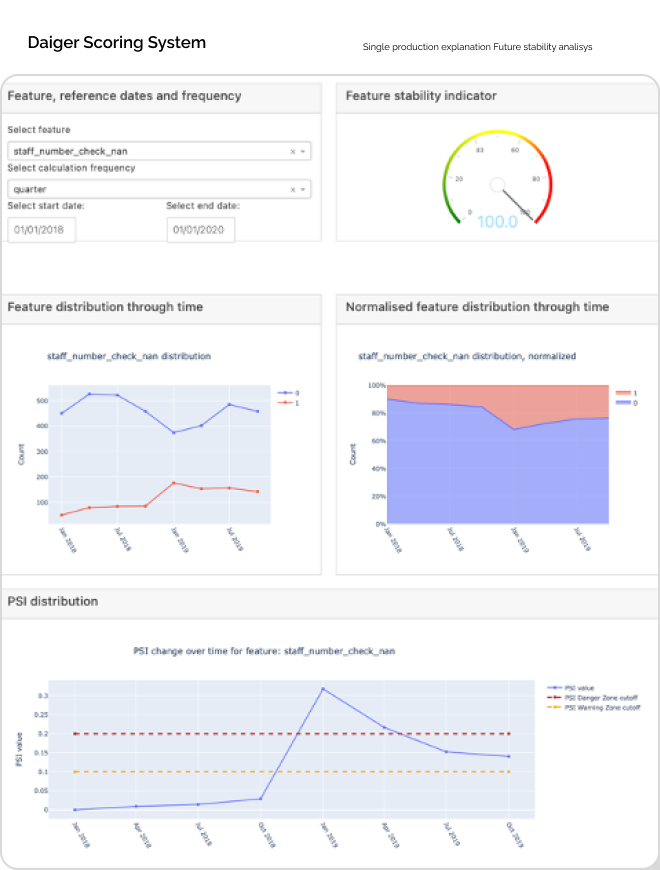 Daiger Scoring System
Single production explanation Future stability analisys
Feature, reference dates and frequency
Select feature
staff_number_check_nan
Select calculation frequency
quarter
Select start date:
Select end date:
01/01/2018
01/01/2020
Feature stability indicator
0
20
60
80
100
100.0
Feature distribution through time
staff_number_check_nan distribution
Count
500
400
300
200
100
Jan 2018
Jul 2018
Jan 2019
Jul 2019
0
1
Normalised feature distribution through time
staff_number_check_nan distribution, normalized
Count
100%
80%
60%
40%
20%
0%
Jan 2018
Jul 2018
Jan 2019
Jul 2019
1
0
PSI distribution
PSI change over time for feature: staff_number_check_nan
PSI value
0.3
0.25
0.2
0.15
0.1
0.05
0
Jan 2018
Apr 2018
Jul 2018
Oct 2018
Jan 2019
Apr 2019
Jul 2019
Oct 2019
PSI value
PSI Danger Zone cutoff
PSI Warning Zone cutoff